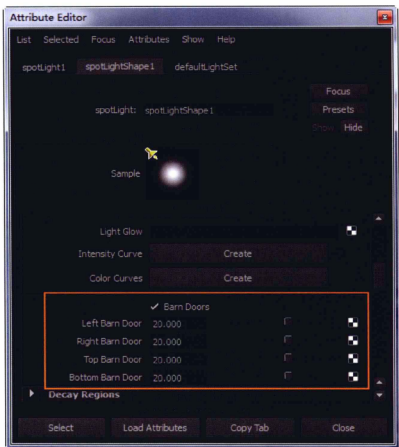 Attribute Editor
List Selected Focus Attributes Show Help
spotLight1 spotLightShape1 defaultLightSet
Focus
spotLight: spotLightShape1 Presets
Show Hide
Sample
Light Glow
Intensity Curve Create
Color Curves Create
✓ Barn Doors
Left Barn Door 20.000
Right Barn Door 20.000
Top Barn Door 20.000
Bottom Barn Door 20.000
Decay Regions
Select Load Attributes Copy Tab Close